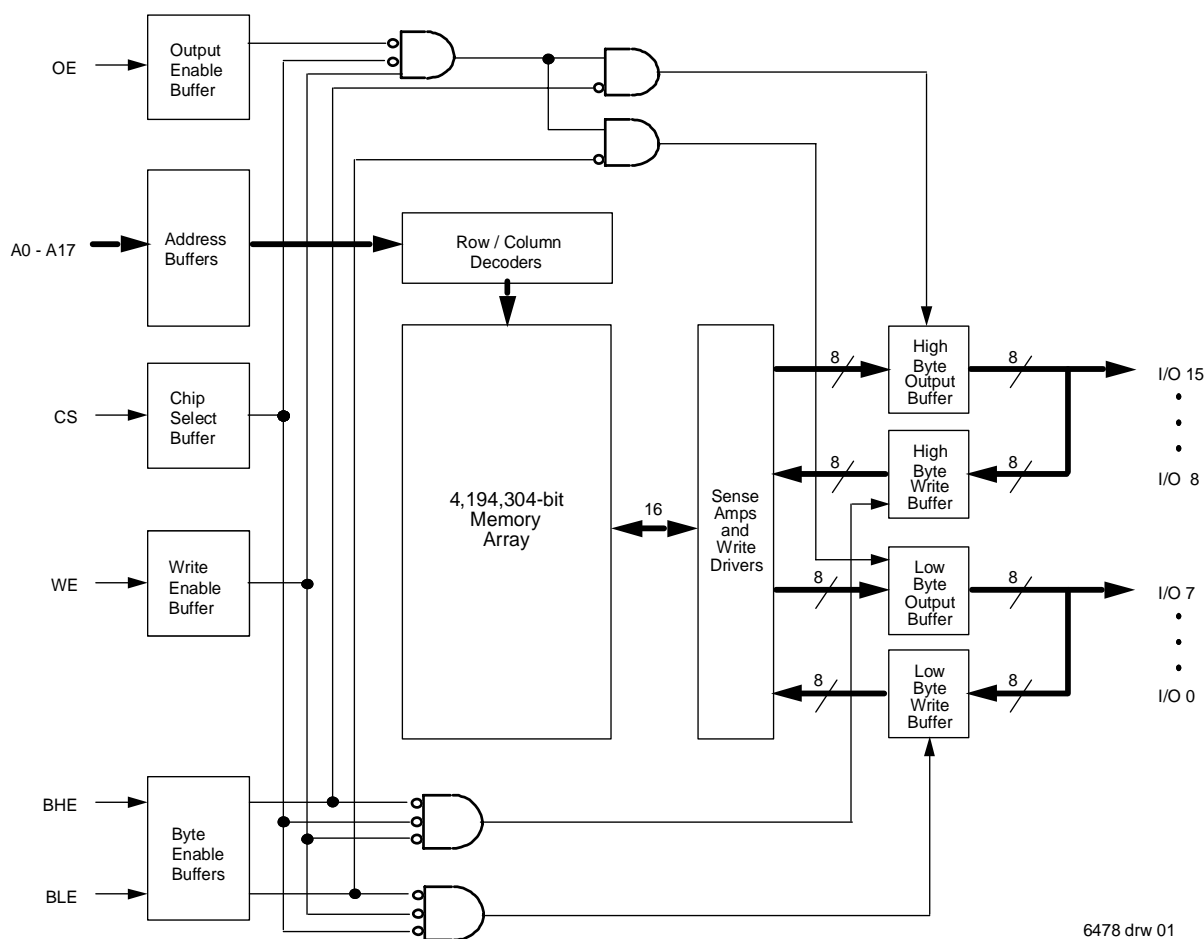 OE
Output
Enable
Buffer
A0 - A17
Address
Buffers
Row / Column
Decoders
CS
Chip
Select
Buffer
WE
Write
Enable
Buffer
4,194,304-bit
Memory
Array
16
Sense
Amps
and
Write
Drivers
8
High
Byte
Output
Buffer
8
I/O 15
8
High
Byte
Write
Buffer
8
I/O 8
8
Low
Byte
Output
Buffer
8
I/O 7
8
Low
Byte
Write
Buffer
8
I/O 0
BHE
Byte
Enable
Buffers
BLE
6478 drw 01